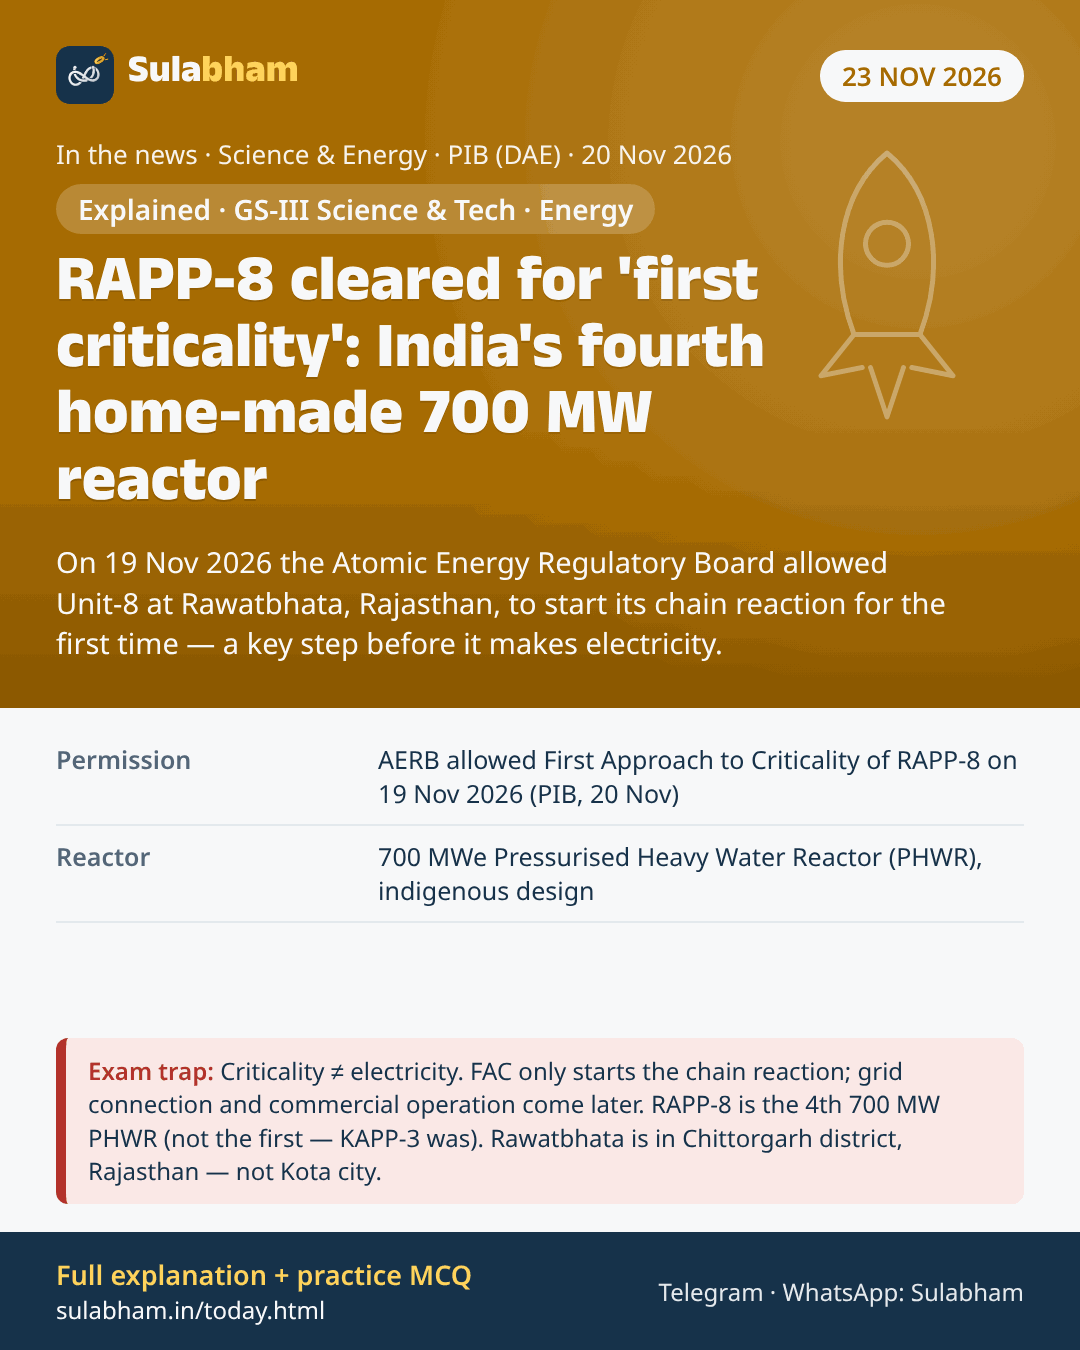 Sulabham
23 NOV 2026
In the news · Science & Energy · PIB (DAE) · 20 Nov 2026
Explained · GS-III Science & Tech · Energy
RAPP-8 cleared for 'first
criticality': India's fourth
home-made 700 MW
reactor
On 19 Nov 2026 the Atomic Energy Regulatory Board allowed
Unit-8 at Rawatbhata, Rajasthan, to start its chain reaction for the
first time — a key step before it makes electricity.
Permission
AERB allowed First Approach to Criticality of RAPP-8 on
19 Nov 2026 (PIB, 20 Nov)
Reactor
700 MWe Pressurised Heavy Water Reactor (PHWR),
indigenous design
Exam trap: Criticality ≠ electricity. FAC only starts the chain reaction; grid
connection and commercial operation come later. RAPP-8 is the 4th 700 MW
PHWR (not the first — KAPP-3 was). Rawatbhata is in Chittorgarh district,
Rajasthan — not Kota city.
Full explanation + practice MCQ
sulabham.in/today.html
Telegram · WhatsApp: Sulabham